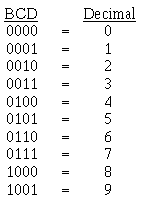 BCD Decimal
0000 = 0
0001 = 1
0010 = 2
0011 = 3
0100 = 4
0101 = 5
0110 = 6
0111 = 7
1000 = 8
1001 = 9